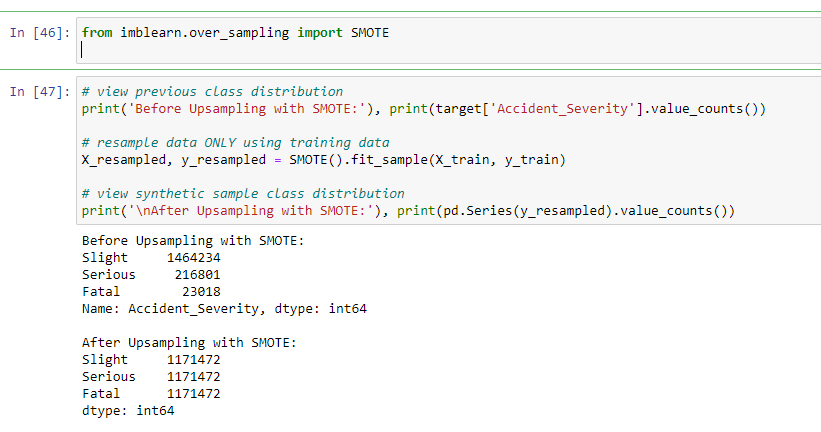 In [46]: from imblearn.over_sampling import SMOTE
In [47]: # view previous class distribution
print('Before Upsampling with SMOTE:'), print(target['Accident_Severity'].value_counts())
# resample data ONLY using training data
X_resampled, y_resampled = SMOTE().fit_sample(X_train, y_train)
# view synthetic sample class distribution
print('\nAfter Upsampling with SMOTE:'), print(pd.Series(y_resampled).value_counts())
Before Upsampling with SMOTE:
Slight     1464234
Serious     216801
Fatal        23018
Name: Accident_Severity, dtype: int64
After Upsampling with SMOTE:
Slight     1171472
Serious    1171472
Fatal      1171472
dtype: int64